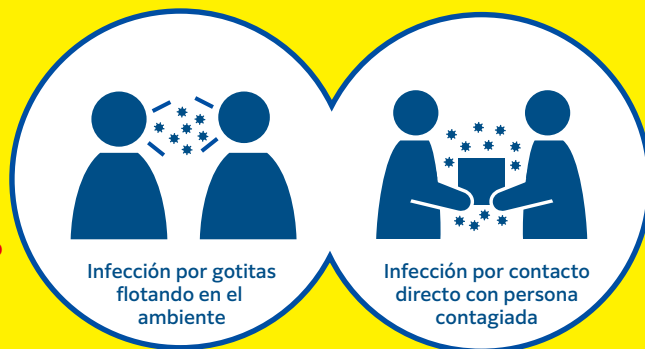 Infección por gotitas
flotando en el
ambiente
Infección por contacto
directo con persona
contagiada